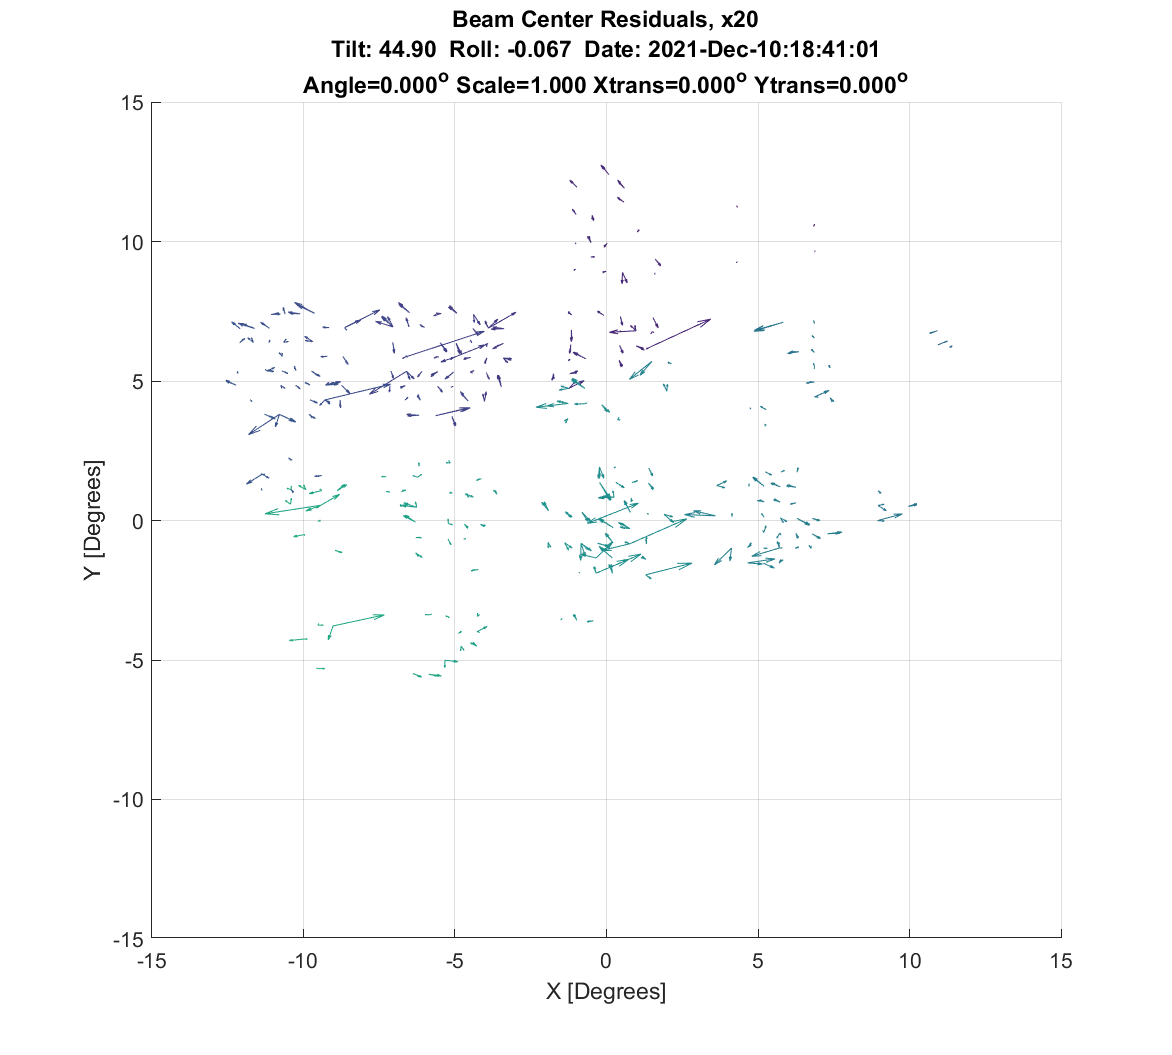 Beam Center Residuals, x20
Tilt: 44.90 Roll: -0.067 Date: 2021-Dec-10:18:41:01
Angle=0.000° Scale=1.000 Xtrans=0.000° Ytrans=0.000°
15
10
5
0
-5
-10
-15
Y [Degrees]
-15 -10 -5 0 5 10 15
X [Degrees]